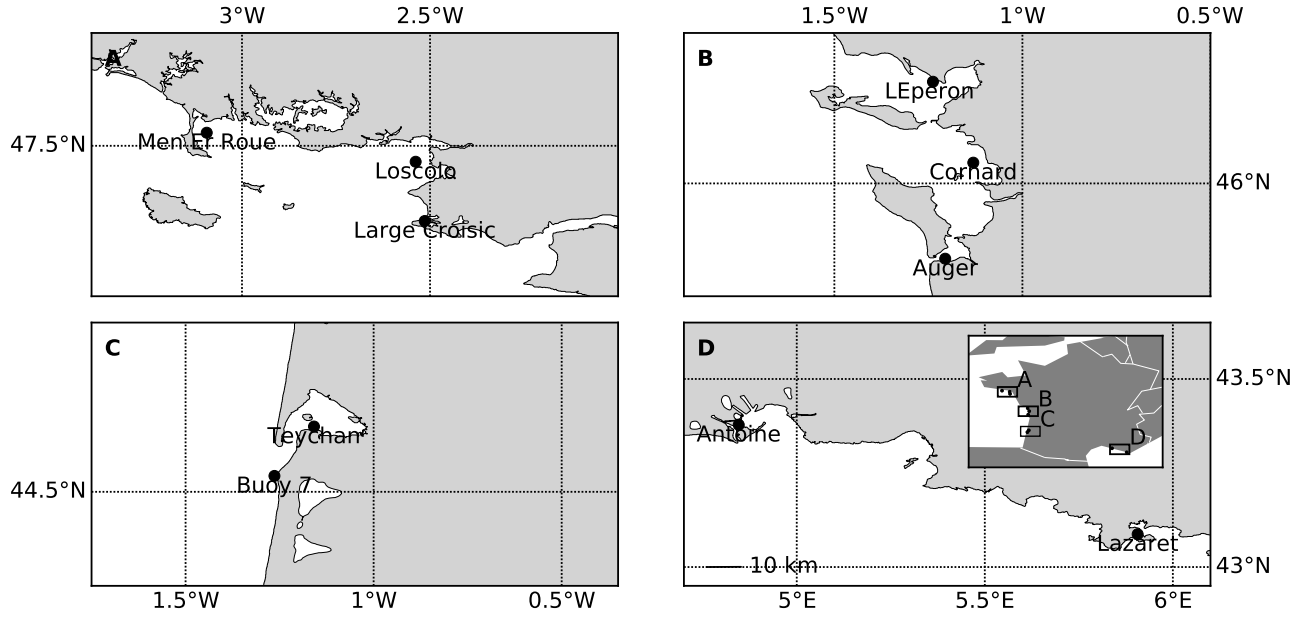 3°W 2.5°W
1.5°W 1°W 0.5°W
A
Men Er Roue
47.5°N
Loscolo
Large Croisic
B
LEperon
Cornard
46°N
Auger
C
Teychan
Buoy 7
44.5°N
1.5°W 1°W 0.5°W
D
43.5°N
Antoine
A
B
C
D
Lazaret
10 km
43°N
5°E 5.5°E 6°E